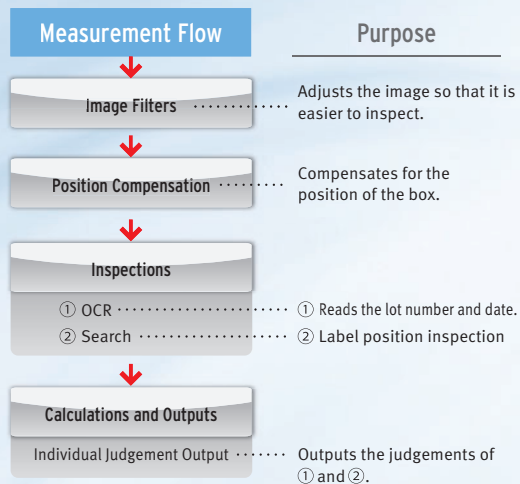 Measurement Flow
Purpose
Image Filters ············ Adjusts the image so that it is
easier to inspect.
Position Compensation ········· Compensates for the
position of the box.
Inspections
① OCR ······················ ① Reads the lot number and date.
② Search ··················· ② Label position inspection
Calculations and Outputs
Individual Judgement Output ······· Outputs the judgements of
① and ②.